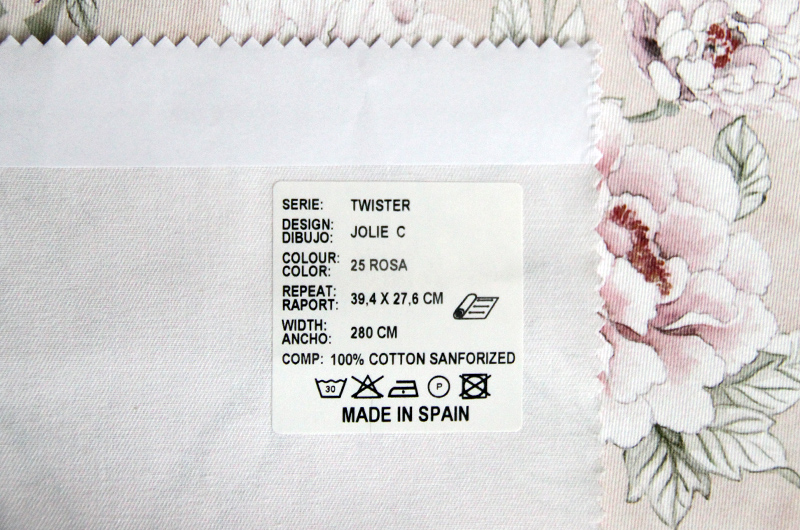 SERIE: TWISTER
DESIGN:
DIBUJO: JOLIE C
COLOUR:
COLOR: 25 ROSA
REPEAT:
RAPORT: 39,4 X 27,6 CM
WIDTH:
ANCHO: 280 CM
COMP: 100% COTTON SANFORIZED
30 P
MADE IN SPAIN